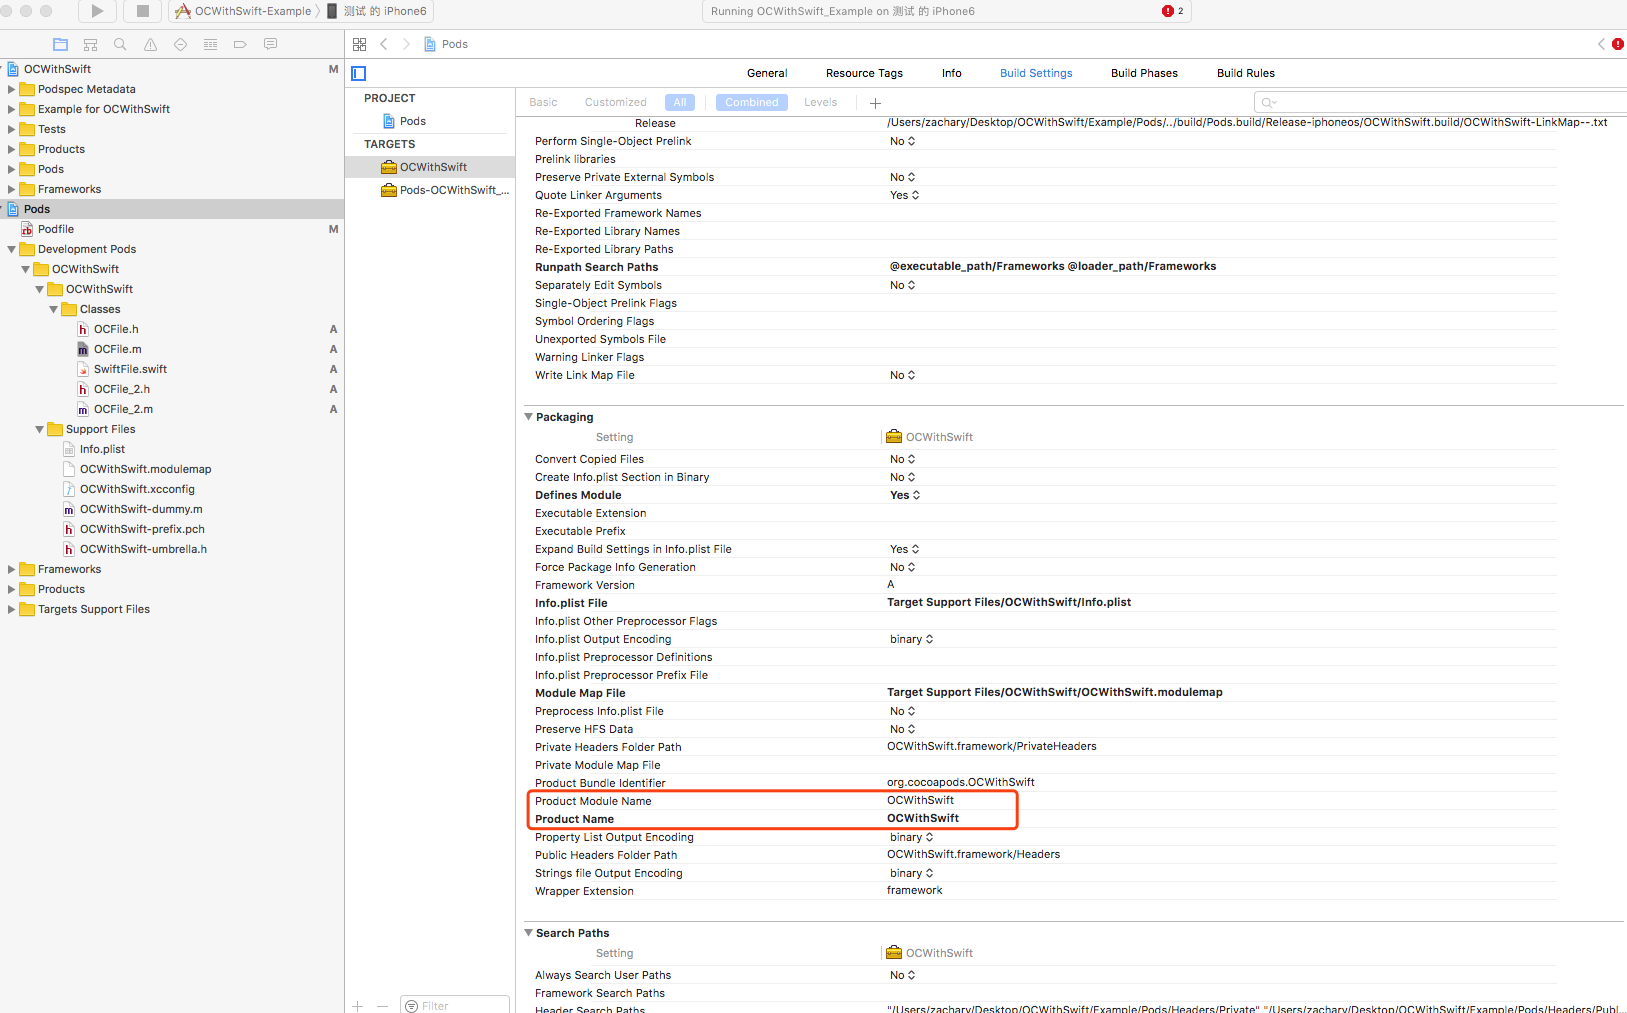 OCWithSwift-Example 测试 的 iPhone6
Running OCWithSwift_Example on 测试 的 iPhone6
2
Pods
OCWithSwift M
Podspec Metadata
Example for OCWithSwift
Tests
Products
Pods
Frameworks
Pods
Podfile M
Development Pods
OCWithSwift
OCWithSwift
Classes
OCFile.h A
OCFile.m A
SwiftFile.swift A
OCFile_2.h A
OCFile_2.m A
Support Files
Info.plist
OCWithSwift.modulemap
OCWithSwift.xcconfig
OCWithSwift-dummy.m
OCWithSwift-prefix.pch
OCWithSwift-umbrella.h
Frameworks
Products
Targets Support Files
General Resource Tags Info Build Settings Build Phases Build Rules
PROJECT
Pods
TARGETS
OCWithSwift
Pods-OCWithSwift_...
Filter
Basic Customized All Combined Levels
Release /Users/zachary/Desktop/OCWithSwift/Example/Pods/../build/Pods.build/Release-iphoneos/OCWithSwift.build/OCWithSwift-LinkMap--.txt
Perform Single-Object Prelink No
Prelink libraries
Preserve Private External Symbols No
Quote Linker Arguments Yes
Re-Exported Framework Names
Re-Exported Library Names
Re-Exported Library Paths
Runpath Search Paths @executable_path/Frameworks @loader_path/Frameworks
Separately Edit Symbols No
Single-Object Prelink Flags
Symbol Ordering Flags
Unexported Symbols File
Warning Linker Flags
Write Link Map File No
Packaging
Setting OCWithSwift
Convert Copied Files No
Create Info.plist Section in Binary No
Defines Module Yes
Executable Extension
Executable Prefix
Expand Build Settings in Info.plist File Yes
Force Package Info Generation No
Framework Version A
Info.plist File Target Support Files/OCWithSwift/Info.plist
Info.plist Other Preprocessor Flags
Info.plist Output Encoding binary
Info.plist Preprocessor Definitions
Info.plist Preprocessor Prefix File
Module Map File Target Support Files/OCWithSwift/OCWithSwift.modulemap
Preprocess Info.plist File No
Preserve HFS Data No
Private Headers Folder Path OCWithSwift.framework/PrivateHeaders
Private Module Map File
Product Bundle Identifier org.cocoapods.OCWithSwift
Product Module Name OCWithSwift
Product Name OCWithSwift
Property List Output Encoding binary
Public Headers Folder Path OCWithSwift.framework/Headers
Strings file Output Encoding binary
Wrapper Extension framework
Search Paths
Setting OCWithSwift
Always Search User Paths No
Framework Search Paths
Header Search Paths "/Users/zachary/Desktop/OCWithSwift/Example/Pods/Headers/Private" "/Users/zachary/Desktop/OCWithSwift/Example/Pods/Headers/Publ...